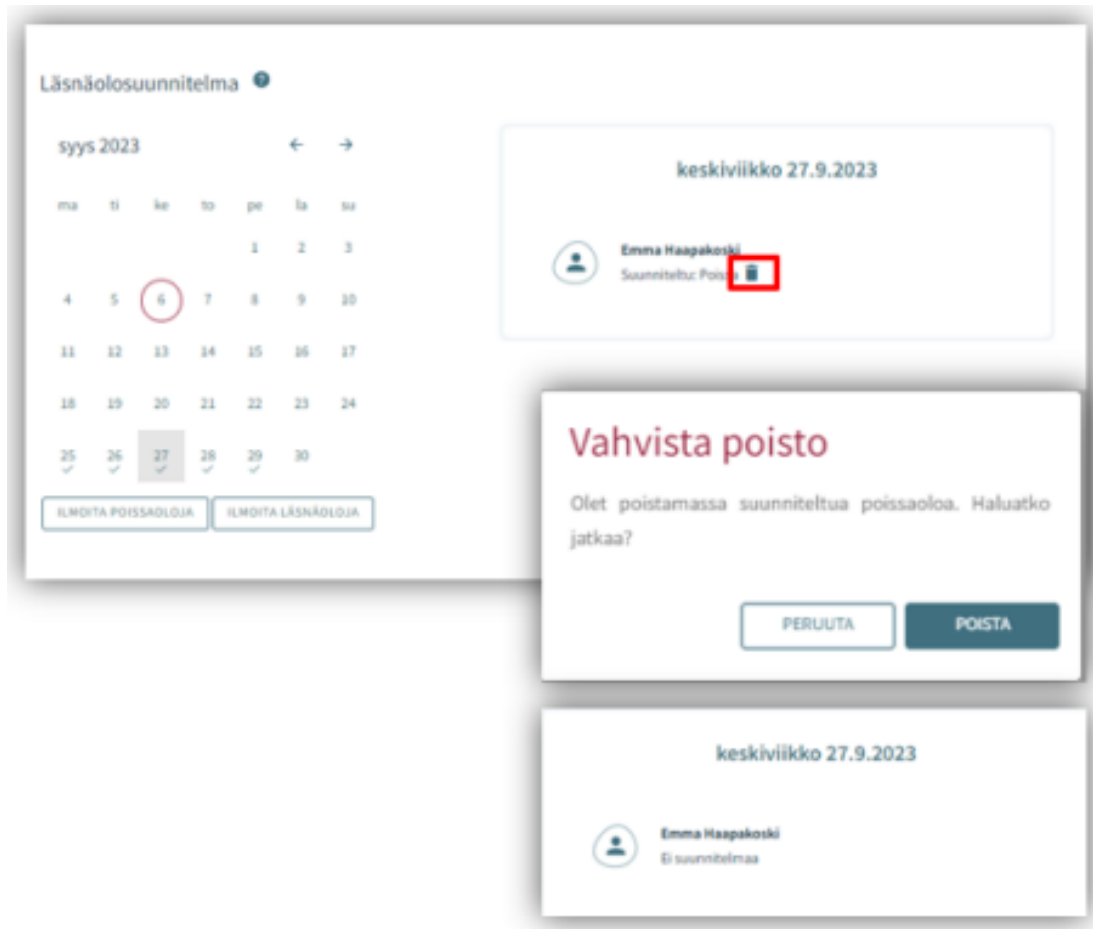 Läsnäolosuunnitelma ?
syys 2023 ← →
ma ti ke to pe la su
1 2 3
4 5 6 7 8 9 10
11 12 13 14 15 16 17
18 19 20 21 22 23 24
25 26 27 28 29 30
ILMOITA POISSAOLOJA ILMOITA LÄSNÄOLOJA
keskiviikko 27.9.2023
Emma Haapakoski
Suunniteltu: Poissa
Vahvista poisto
Olet poistamassa suunniteltua poissaoloa. Haluatko
jatkaa?
PERUUTA POISTA
keskiviikko 27.9.2023
Emma Haapakoski
Ei suunnitelmaa